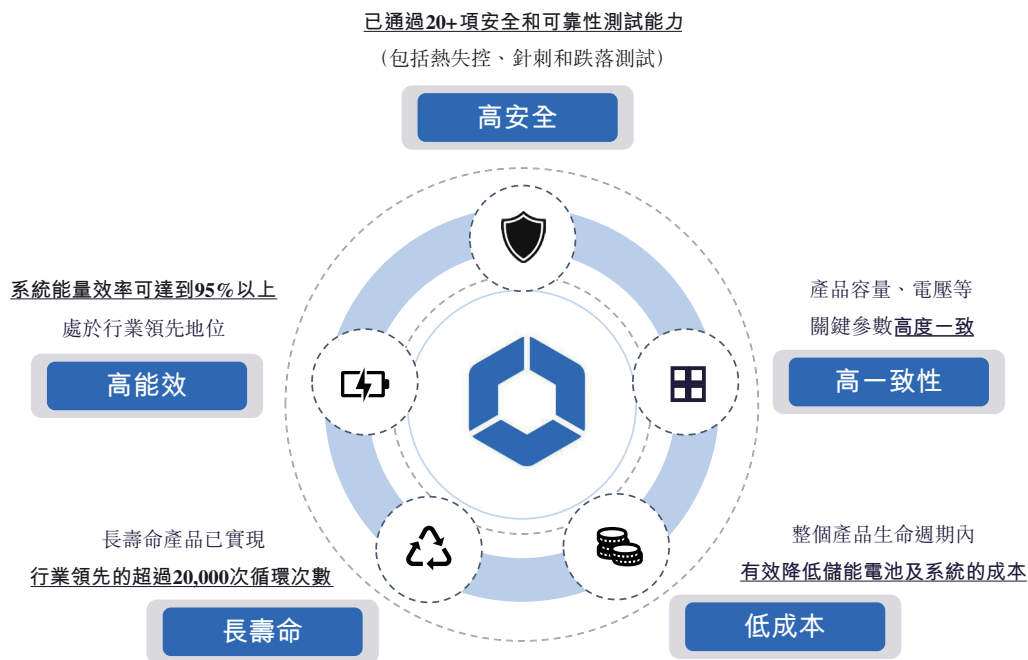 已通過20+項安全和可靠性測試能力
(包括熱失控、針刺和跌落測試)
高安全
系統能量效率可達到95%以上
處於行業領先地位
高能效
產品容量、電壓等
關鍵參數高度一致
高一致性
長壽命產品已實現
行業領先的超過20,000次循環次數
長壽命
整個產品生命週期內
有效降低儲能電池及系統的成本
低成本